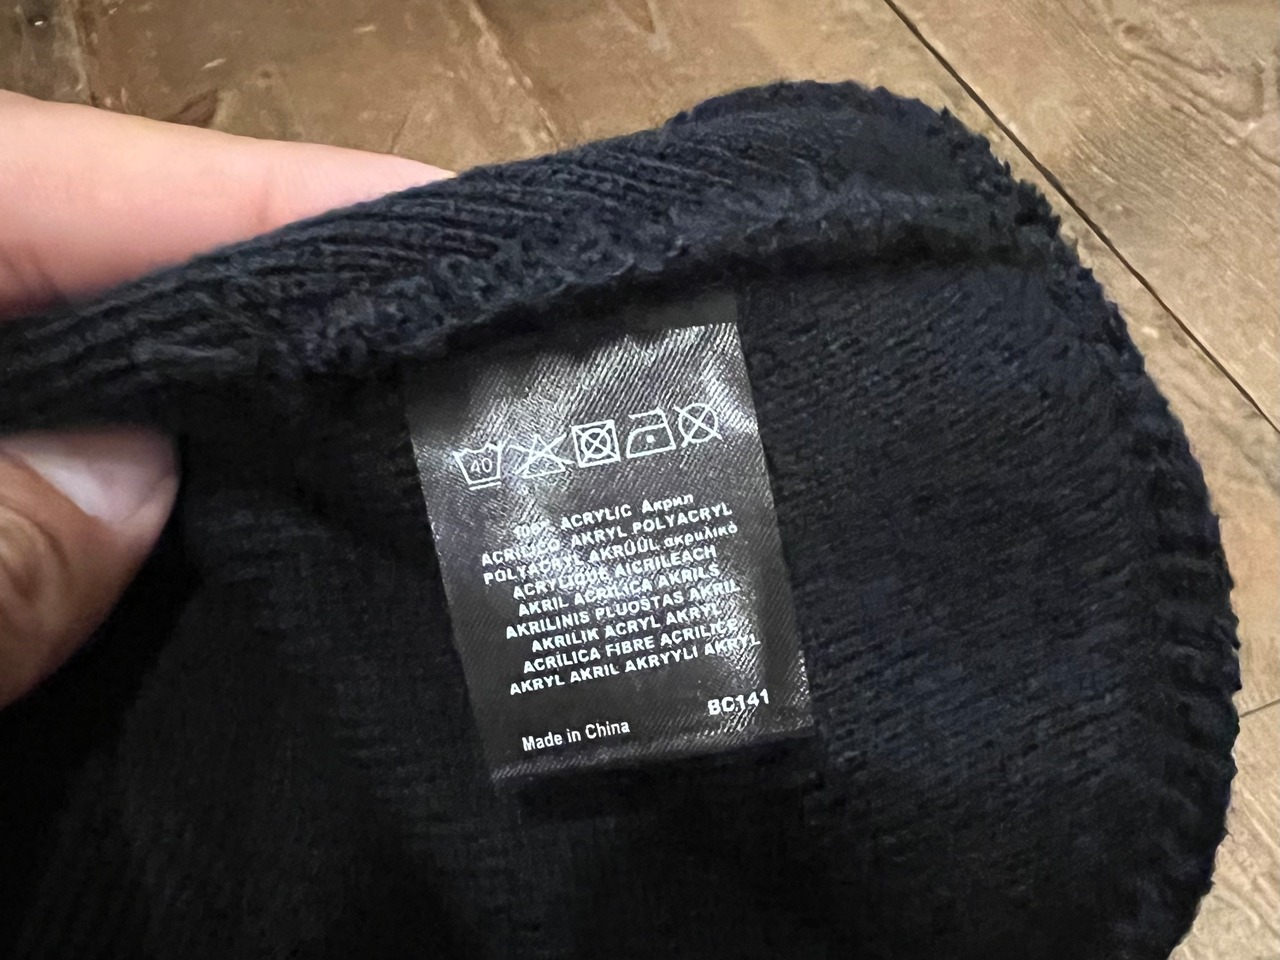 40
100% ACRYLIC Акрил
ACRILICO AKRYL POLYACRYL
POLYACRYL AKRÜÜL ακρυλικό
ACRYLIQUE AICRILEACH
AKRIL ACRILICA AKRILS
AKRILINIS PLUOSTAS AKRIL
AKRILIK ACRYL AKRYL
ACRÍLICA FIBRE ACRILICE
AKRYL AKRIL AKRYYLI AKRYL
BC141
Made in China